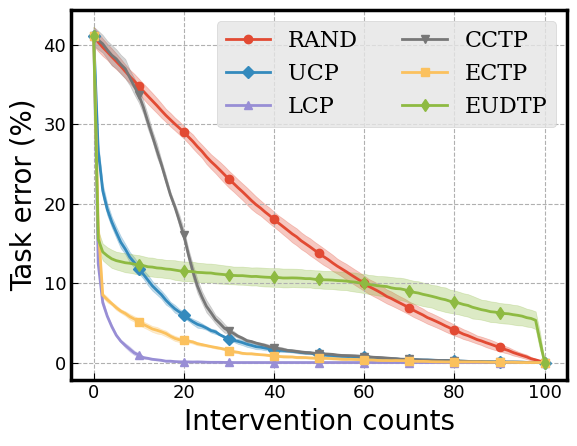 Task error (%)
40
30
20
10
0
RAND
UCP
LCP
CCTP
ECTP
EUDTP
0 20 40 60 80 100
Intervention counts